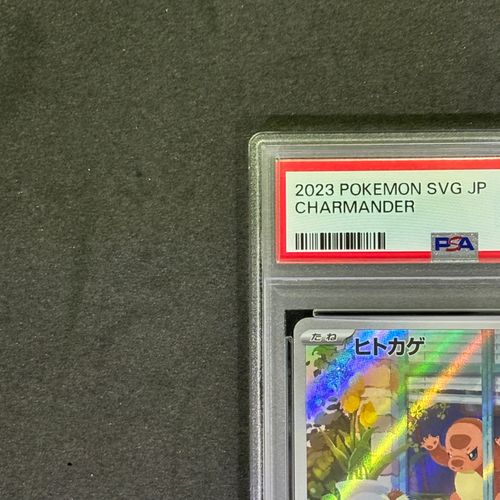 2023 POKEMON SVG JP
CHARMANDER
PSA
たね ヒトカゲ